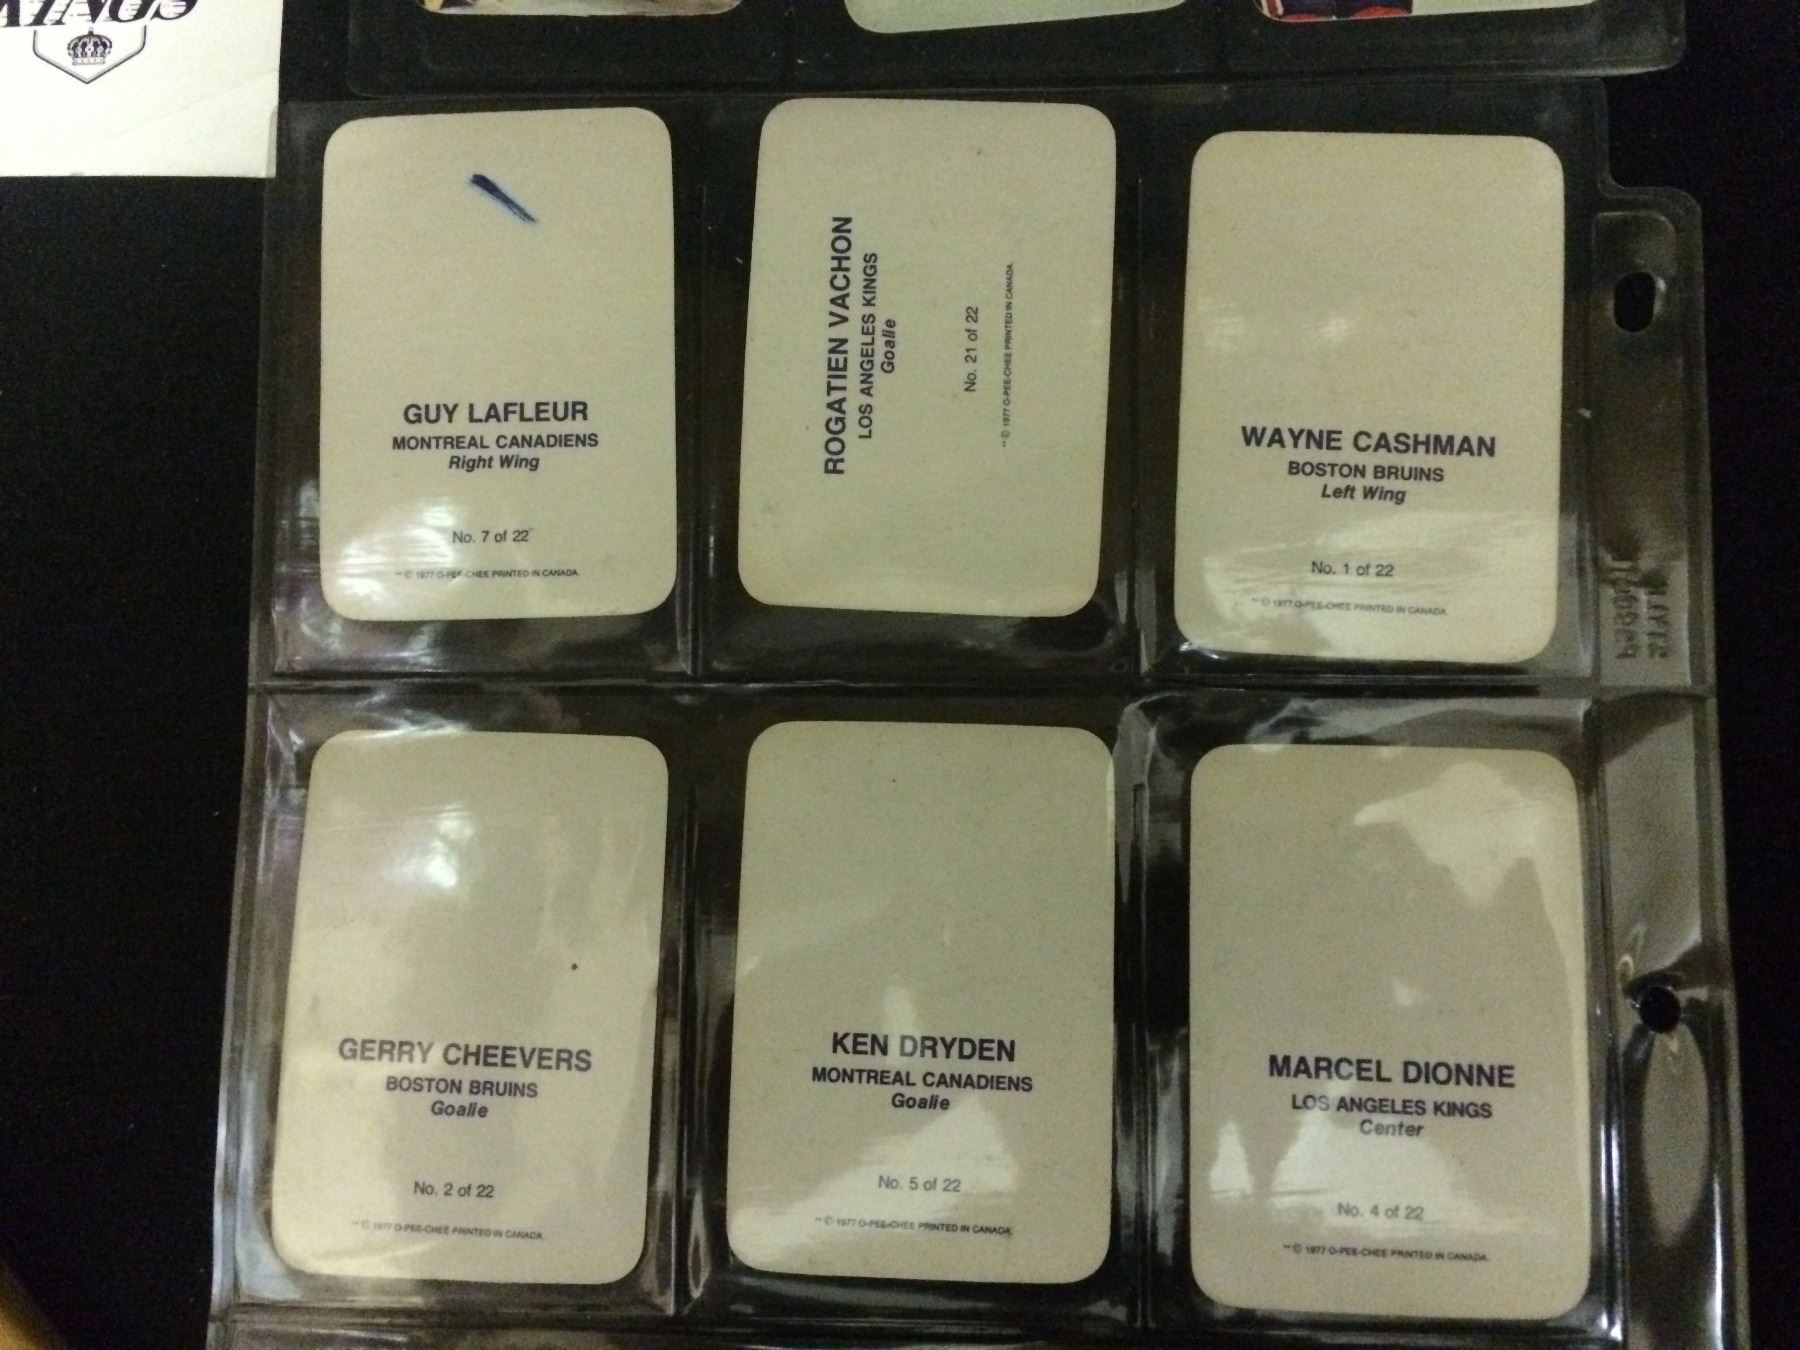 GUY LAFLEUR
MONTREAL CANADIENS
Right Wing
No. 7 of 22
** © 1977 O-PEE-CHEE PRINTED IN CANADA.
ROGATIEN VACHON
LOS ANGELES KINGS
Goalie
No. 21 of 22
** © 1977 O-PEE-CHEE PRINTED IN CANADA.
WAYNE CASHMAN
BOSTON BRUINS
Left Wing
No. 1 of 22
** © 1977 O-PEE-CHEE PRINTED IN CANADA.
GERRY CHEEVERS
BOSTON BRUINS
Goalie
No. 2 of 22
** © 1977 O-PEE-CHEE PRINTED IN CANADA.
KEN DRYDEN
MONTREAL CANADIENS
Goalie
No. 5 of 22
** © 1977 O-PEE-CHEE PRINTED IN CANADA.
MARCEL DIONNE
LOS ANGELES KINGS
Center
No. 4 of 22
** © 1977 O-PEE-CHEE PRINTED IN CANADA.